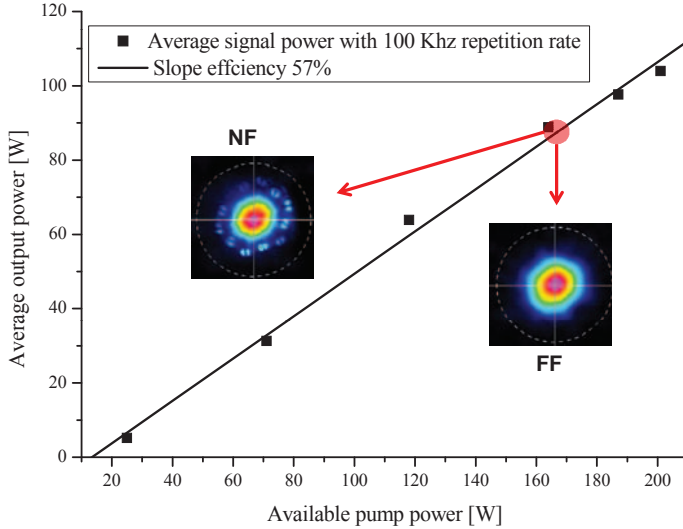 Average signal power with 100 Khz repetition rate
Slope effciency 57%
NF
FF
Average output power [W]
120
100
80
60
40
20
0
20 40 60 80 100 120 140 160 180 200
Available pump power [W]